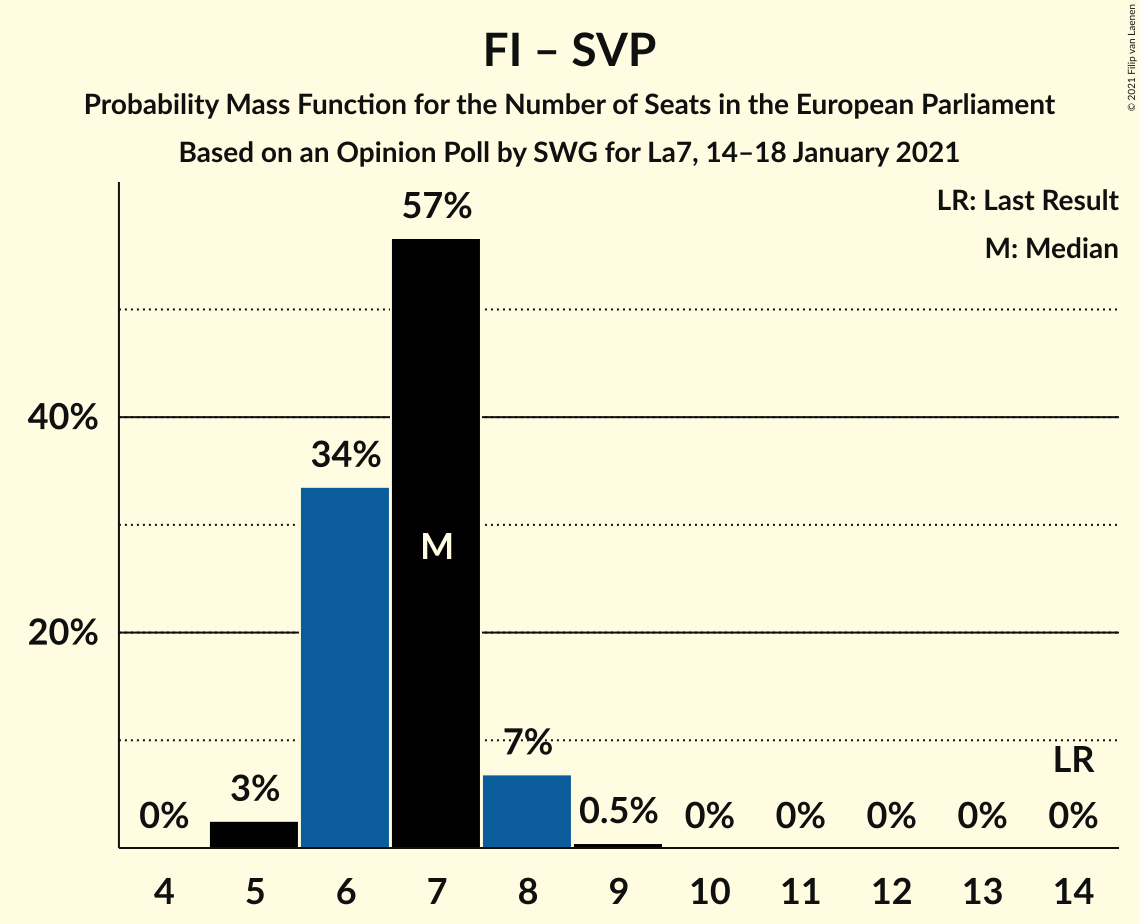 FI – SVP
Probability Mass Function for the Number of Seats in the European Parliament
Based on an Opinion Poll by SWG for La7, 14–18 January 2021
© 2021 Filip van Laenen
LR: Last Result
M: Median
57%
40%
34%
M
20%
7%
LR
3%
0.5%
0%
0%
0%
0%
0%
0%
4 5 6 7 8 9 10 11 12 13 14